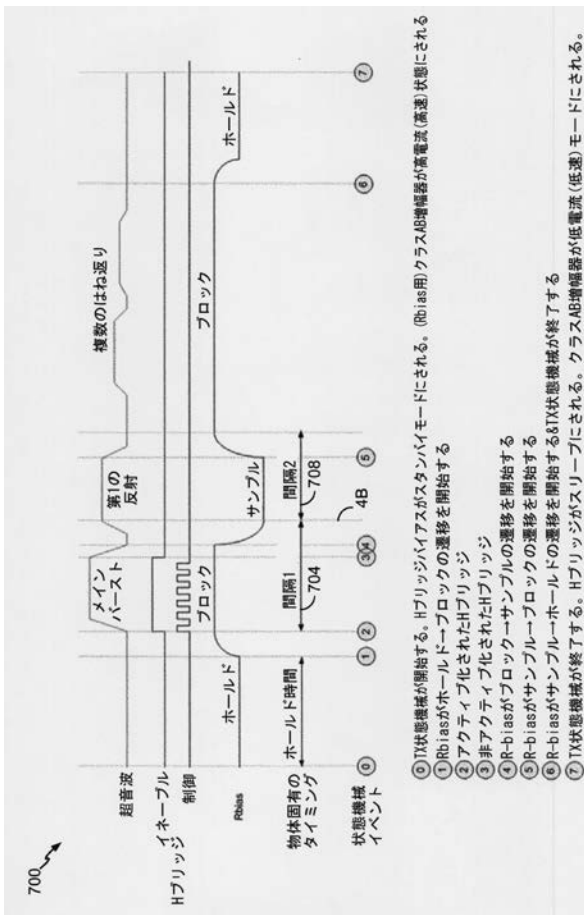 700
複数のはね返り
メイン
バースト
第1の
反射
超音波
イネーブル
Hブリッジ
制御
ホールド
ブロック
サンプル
ブロック
ホールド
Rbias
ホールド時間
間隔1
704
間隔2
708
4B
物体固有の
タイミング
状態機械
イベント
0
1
2
3
4
5
6
7
0 TX状態機械が開始する。Hブリッジバイアスがスタンバイモードにされる。(Rbias用)クラスAB増幅器が高電流(高速)状態にされる
1 Rbiasがホールド→ブロックの遷移を開始する
2 アクティブ化されたHブリッジ
3 非アクティブ化されたHブリッジ
4 R-biasがブロック→サンプルの遷移を開始する
5 R-biasがサンプル→ブロックの遷移を開始する
6 R-biasがサンプル→ホールドの遷移を開始する&TX状態機械が終了する
7 TX状態機械が終了する。Hブリッジがスリープにされる。クラスAB増幅器が低電流(低速)モードにされる。